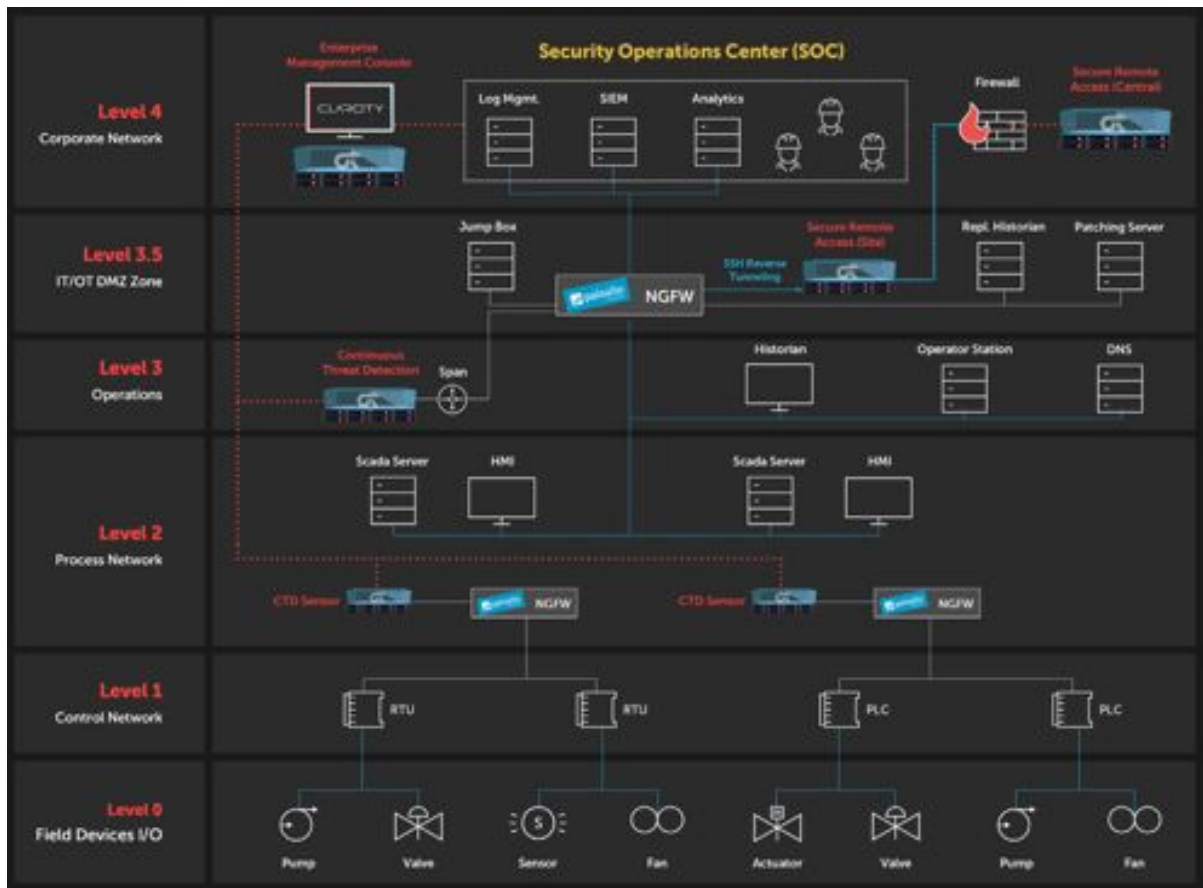 Security Operations Center (SOC)
Enterprise
Management Console
CLAROTY
Log Mgmt.
SIEM
Analytics
Firewall
Secure Remote
Access (Central)
Level 4
Corporate Network
Level 3.5
IT/OT DMZ Zone
Jump Box
Secure Remote
Access (Site)
Repl. Historian
Patching Server
SSH Reverse
Tunneling
paloalto
NGFW
Level 3
Operations
Continuous
Threat Detection
Span
Historian
Operator Station
DNS
Level 2
Process Network
Scada Server
HMI
Scada Server
HMI
CTD Sensor
paloalto
NGFW
CTD Sensor
paloalto
NGFW
Level 1
Control Network
RTU
RTU
PLC
PLC
Level 0
Field Devices I/O
S
Pump
Valve
Sensor
Fan
Actuator
Valve
Pump
Fan